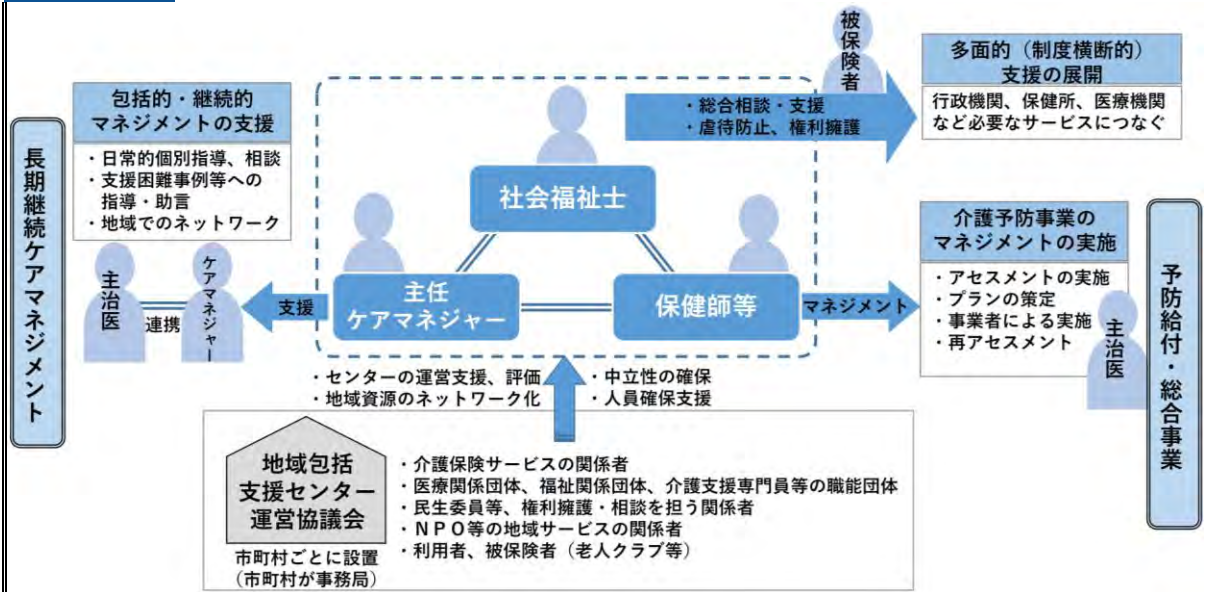 長期継続ケアマネジメント
包括的・継続的
マネジメントの支援
・日常的個別指導、相談
・支援困難事例等への
指導・助言
・地域でのネットワーク
主治医
連携
ケアマネジャー
支援
社会福祉士
主任
ケアマネジャー
保健師等
被保険者
・総合相談・支援
・虐待防止、権利擁護
多面的（制度横断的）
支援の展開
行政機関、保健所、医療機関
など必要なサービスにつなぐ
マネジメント
介護予防事業の
マネジメントの実施
・アセスメントの実施
・プランの策定
・事業者による実施
・再アセスメント
主治医
予防給付・総合事業
・センターの運営支援、評価
・地域資源のネットワーク化
・中立性の確保
・人員確保支援
地域包括
支援センター
運営協議会
市町村ごとに設置
（市町村が事務局）
・介護保険サービスの関係者
・医療関係団体、福祉関係団体、介護支援専門員等の職能団体
・民生委員等、権利擁護・相談を担う関係者
・ＮＰＯ等の地域サービスの関係者
・利用者、被保険者（老人クラブ等）